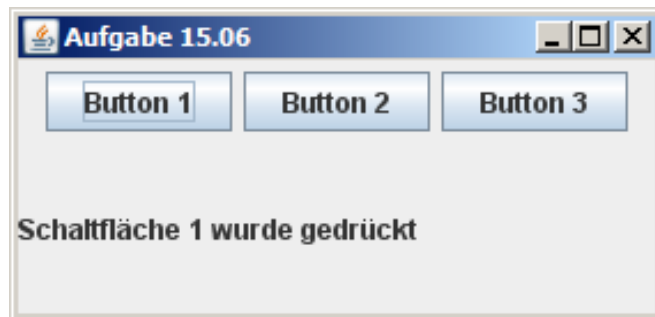 Aufgabe 15.06
Button 1 Button 2 Button 3
Schaltfläche 1 wurde gedrückt